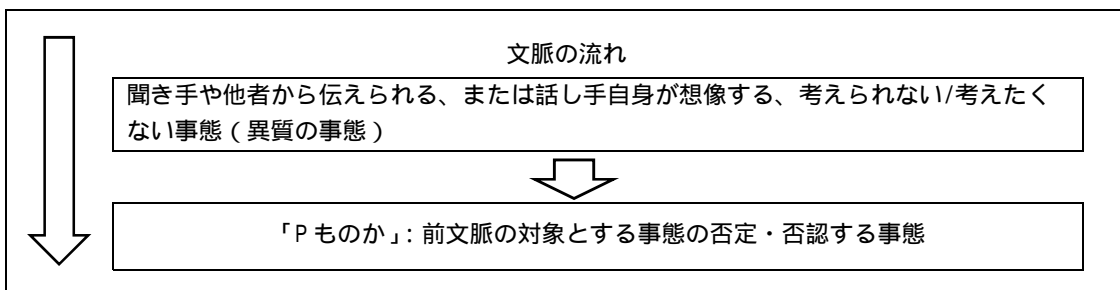 文脈の流れ
聞き手や他者から伝えられる、または話し手自身が想像する、考えられない/考えたく
ない事態(異質の事態)
「P ものか」: 前文脈の対象とする事態の否定・否認する事態